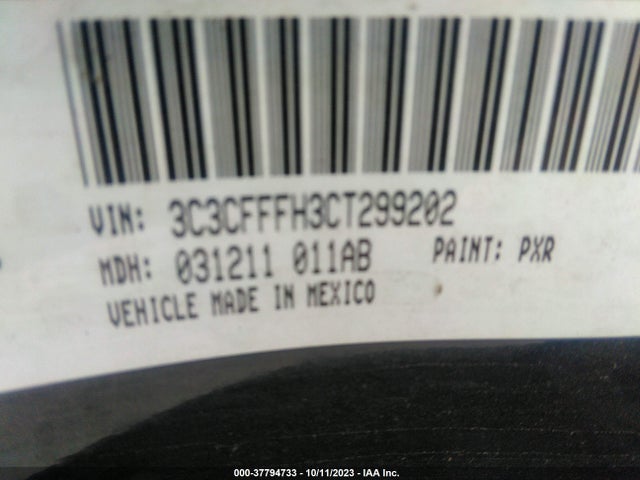 VIN: 3C3CFFFH3CT299202
MDH: 031211 011AB PAINT: PXR
VEHICLE MADE IN MEXICO
000-37794733 - 10/11/2023 - IAA Inc.